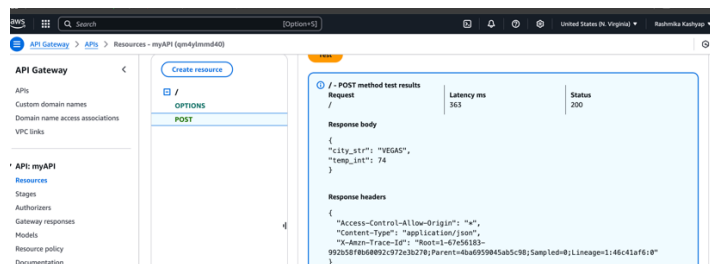 aws
Search
[Option+S]
United States (N. Virginia)
Rashmika Kashyap
API Gateway > APIs > Resources - myAPI (qm4ylmmd40)
API Gateway
APIs
Custom domain names
Domain name access associations
VPC links
API: myAPI
Resources
Stages
Authorizers
Gateway responses
Models
Resource policy
Documentation
Create resource
/
OPTIONS
POST
Test
/ - POST method test results
Request
/
Latency ms
363
Status
200
Response body
{
"city_str": "VEGAS",
"temp_int": 74
}
Response headers
{
"Access-Control-Allow-Origin": "*",
"Content-Type": "application/json",
"X-Amzn-Trace-Id": "Root=1-67e56183-
992b58f0b60092c972e3b270;Parent=4ba6959045ab5c98;Sampled=0;Lineage=1:46c41af6:0"
}